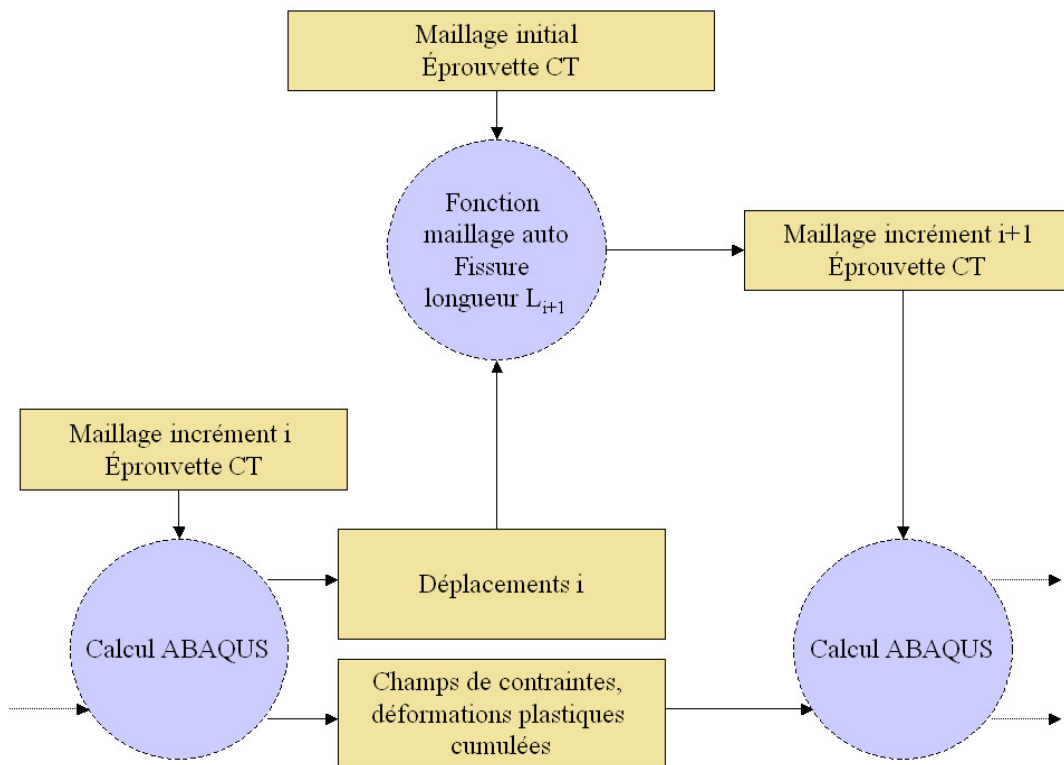 Maillage initial
Éprouvette CT
Fonction
maillage auto
Fissure
longueur Li+1
Maillage incrément i+1
Éprouvette CT
Maillage incrément i
Éprouvette CT
Calcul ABAQUS
Déplacements i
Champs de contraintes,
déformations plastiques
cumulées
Calcul ABAQUS